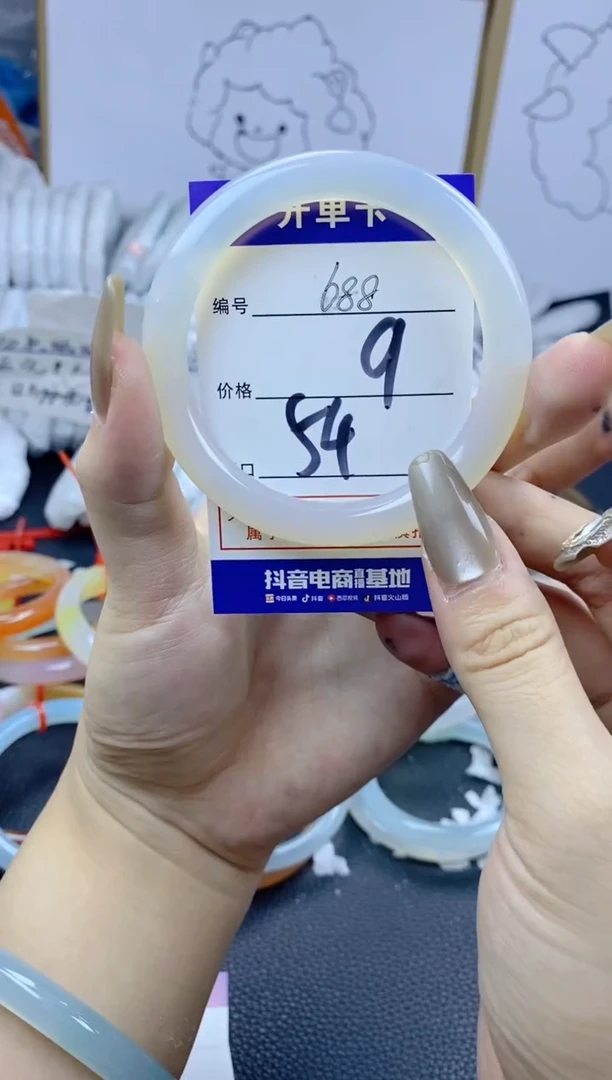 开单卡
编号 688
价格 9
口 54
抖音电商直播基地
今日头条 抖音 西瓜视频 抖音火山版